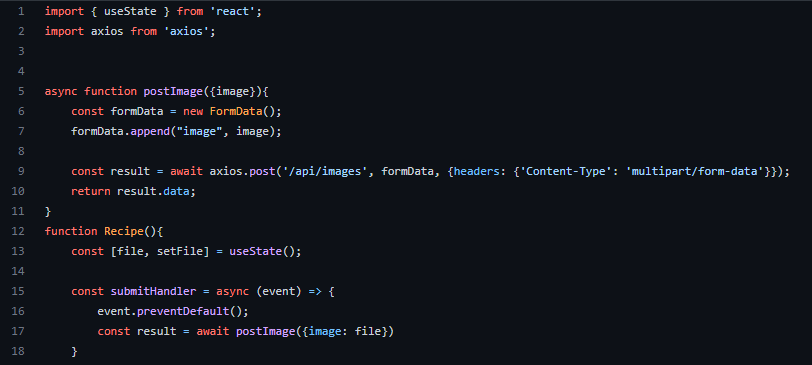 1 import { useState } from 'react';
2 import axios from 'axios';
3
4
5 async function postImage({image}){
6 const formData = new FormData();
7 formData.append("image", image);
8
9 const result = await axios.post('/api/images', formData, {headers: {'Content-Type': 'multipart/form-data'}});
10 return result.data;
11 }
12 function Recipe(){
13 const [file, setFile] = useState();
14
15 const submitHandler = async (event) => {
16 event.preventDefault();
17 const result = await postImage({image: file})
18 }